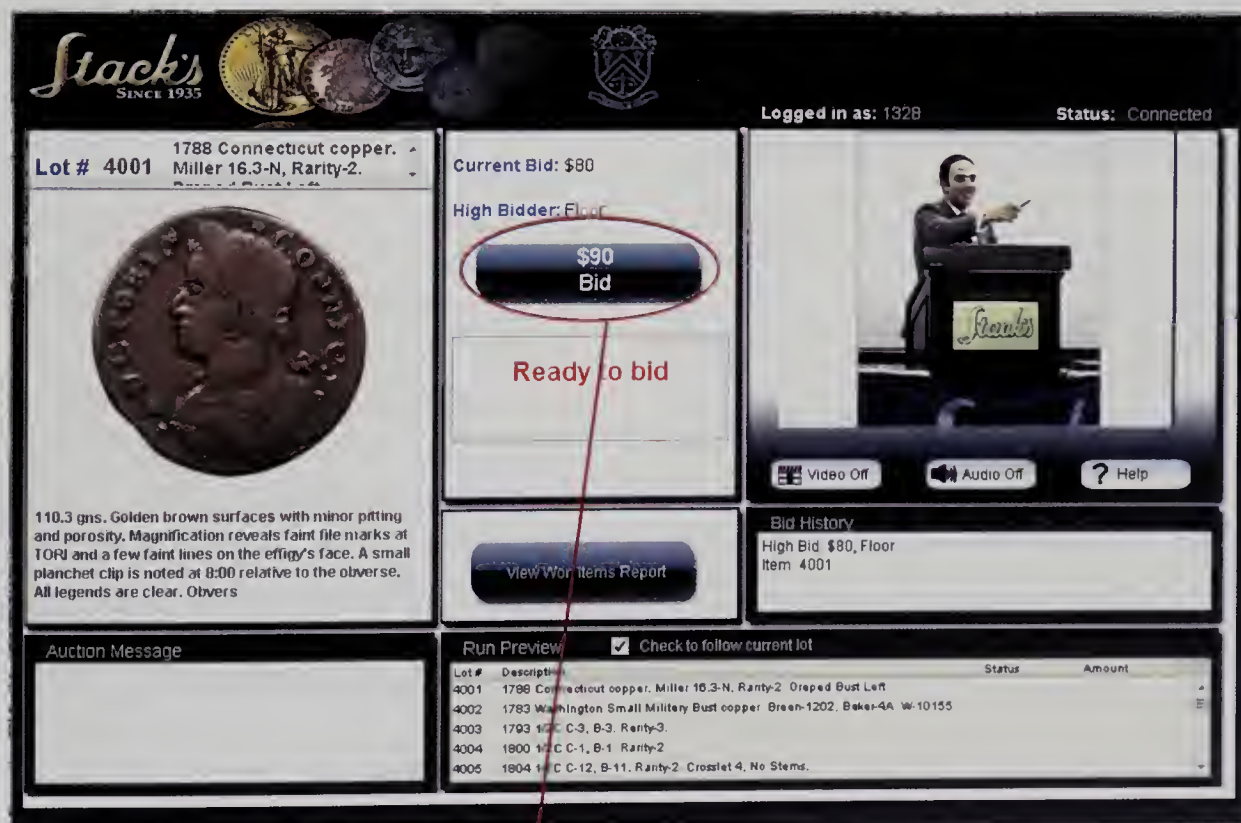 Stack's
SINCE 1935
Logged in as: 1328
Status: Connected
Lot # 4001
1788 Connecticut copper.
Miller 16.3-N, Rarity-2.
Draped Bust Left
110.3 gns. Golden brown surfaces with minor pitting
and porosity. Magnification reveals faint file marks at
TORI and a few faint lines on the effigy's face. A small
planchet clip is noted at 8:00 relative to the obverse.
All legends are clear. Obvers
Current Bid: $80
High Bidder: Floor
$90
Bid
Ready to bid
View Won Items Report
Stack's
Video Off
Audio Off
? Help
Bid History
High Bid $80, Floor
Item 4001
Auction Message
Run Preview
Check to follow current lot
Lot # Description Status Amount
4001 1788 Connecticut copper. Miller 16.3-N, Rarity-2 Draped Bust Left
4002 1783 Washington Small Military Bust copper Breen-1202, Baker-4A W-10155
4003 1793 1/2C C-3, B-3. Rarity-3.
4004 1800 1/2C C-1, B-1 Rarity-2
4005 1804 1/2C C-12, B-11, Rarity-2 Crosslet 4, No Stems.